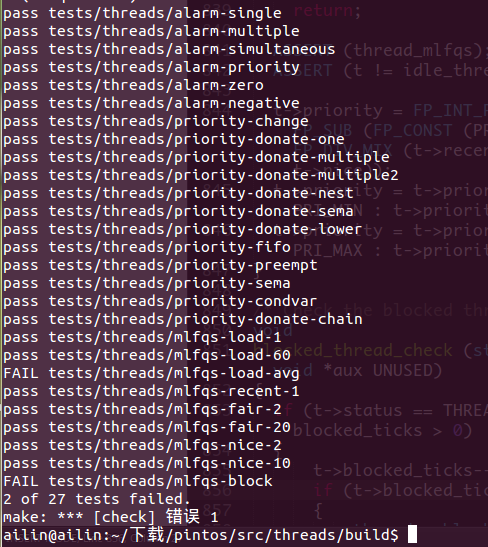 pass tests/threads/alarm-single
pass tests/threads/alarm-multiple
pass tests/threads/alarm-simultaneous
pass tests/threads/alarm-priority
pass tests/threads/alarm-zero
pass tests/threads/alarm-negative
pass tests/threads/priority-change
pass tests/threads/priority-donate-one
pass tests/threads/priority-donate-multiple
pass tests/threads/priority-donate-multiple2
pass tests/threads/priority-donate-nest
pass tests/threads/priority-donate-sema
pass tests/threads/priority-donate-lower
pass tests/threads/priority-fifo
pass tests/threads/priority-preempt
pass tests/threads/priority-sema
pass tests/threads/priority-condvar
pass tests/threads/priority-donate-chain
pass tests/threads/mlfqs-load-1
pass tests/threads/mlfqs-load-60
FAIL tests/threads/mlfqs-load-avg
pass tests/threads/mlfqs-recent-1
pass tests/threads/mlfqs-fair-2
pass tests/threads/mlfqs-fair-20
pass tests/threads/mlfqs-nice-2
pass tests/threads/mlfqs-nice-10
FAIL tests/threads/mlfqs-block
2 of 27 tests failed.
make: *** [check] 错误 1
ailin@ailin:~/下载/pintos/src/threads/build$